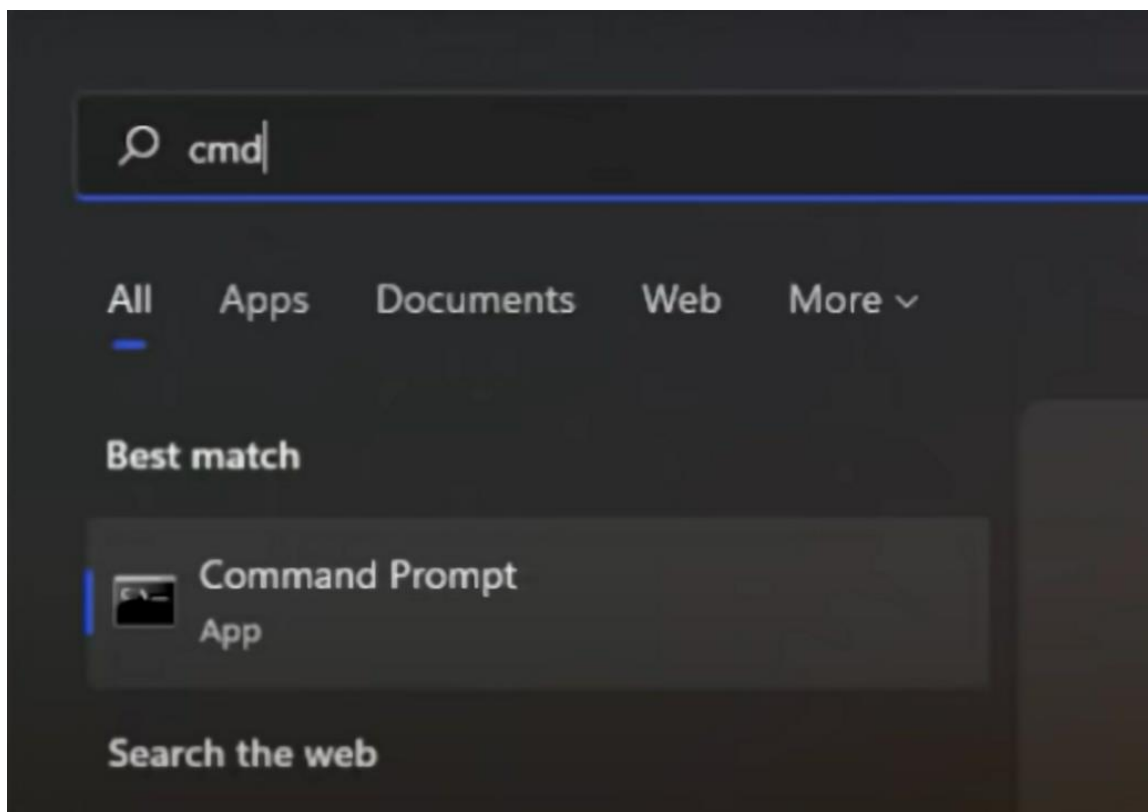 cmd
All Apps Documents Web More
Best match
Command Prompt
App
Search the web